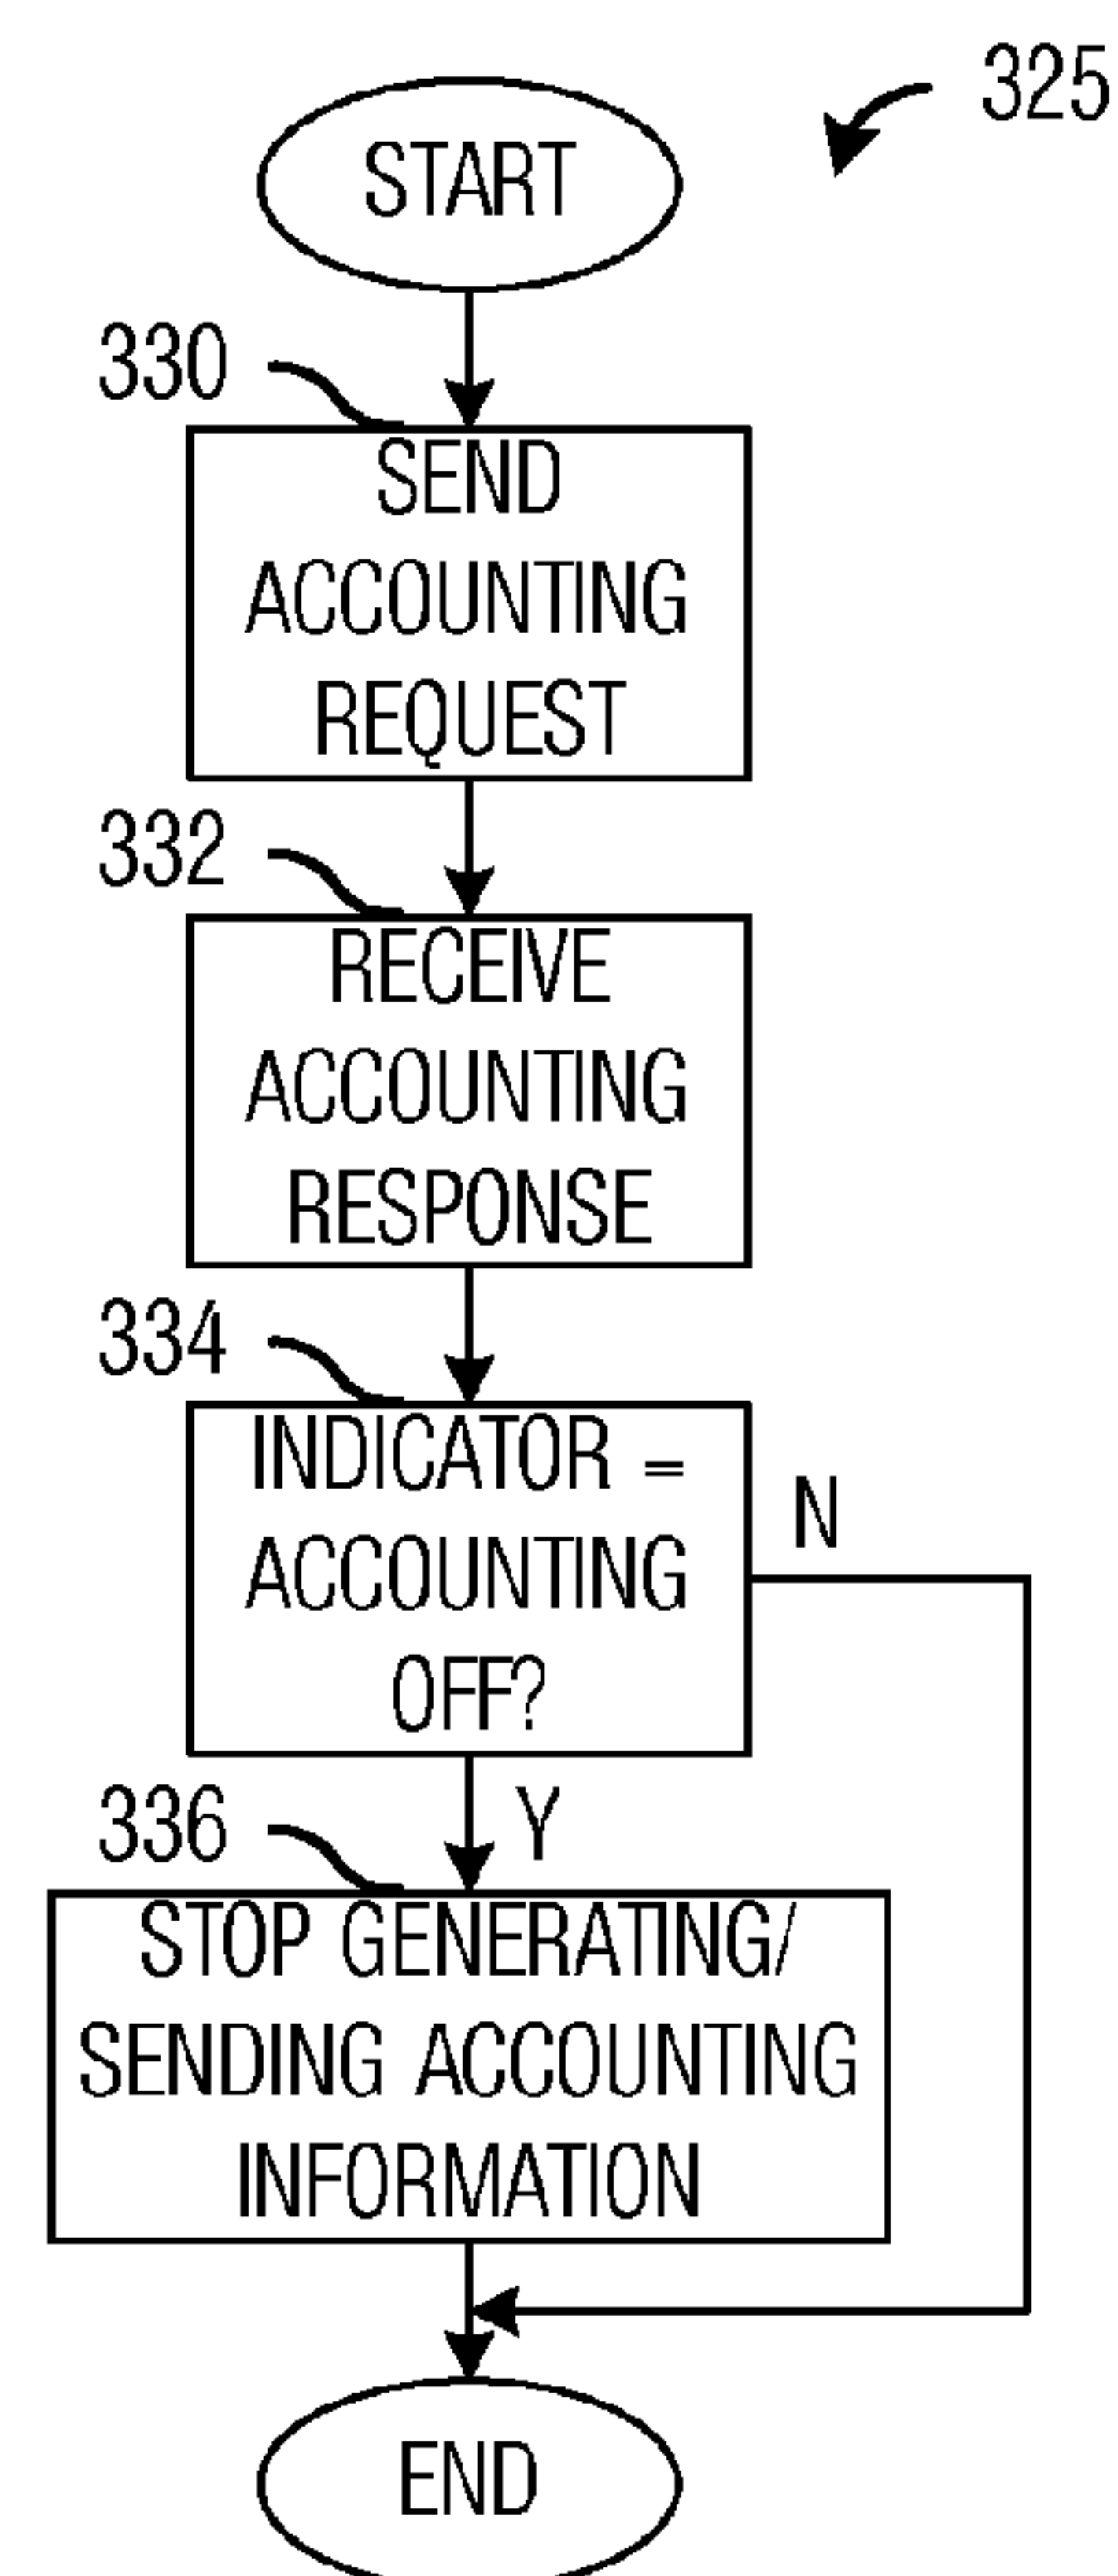 325
START
330
SEND
ACCOUNTING
REQUEST
332
RECEIVE
ACCOUNTING
RESPONSE
334
INDICATOR =
ACCOUNTING
OFF?
N
Y
336
STOP GENERATING/
SENDING ACCOUNTING
INFORMATION
END